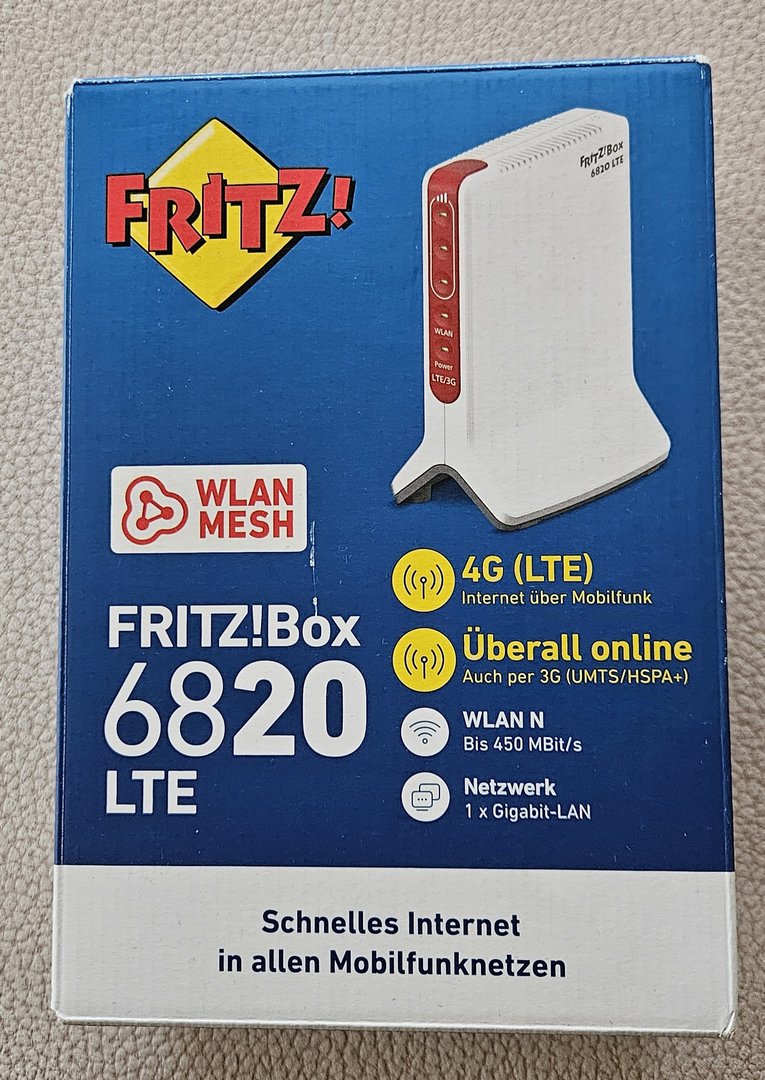 FRITZ!
FRITZ!Box
6820 LTE
WLAN
Power
LTE/3G
WLAN
MESH
FRITZ!Box
6820
LTE
4G (LTE)
Internet über Mobilfunk
Überall online
Auch per 3G (UMTS/HSPA+)
WLAN N
Bis 450 MBit/s
Netzwerk
1 x Gigabit-LAN
Schnelles Internet
in allen Mobilfunknetzen